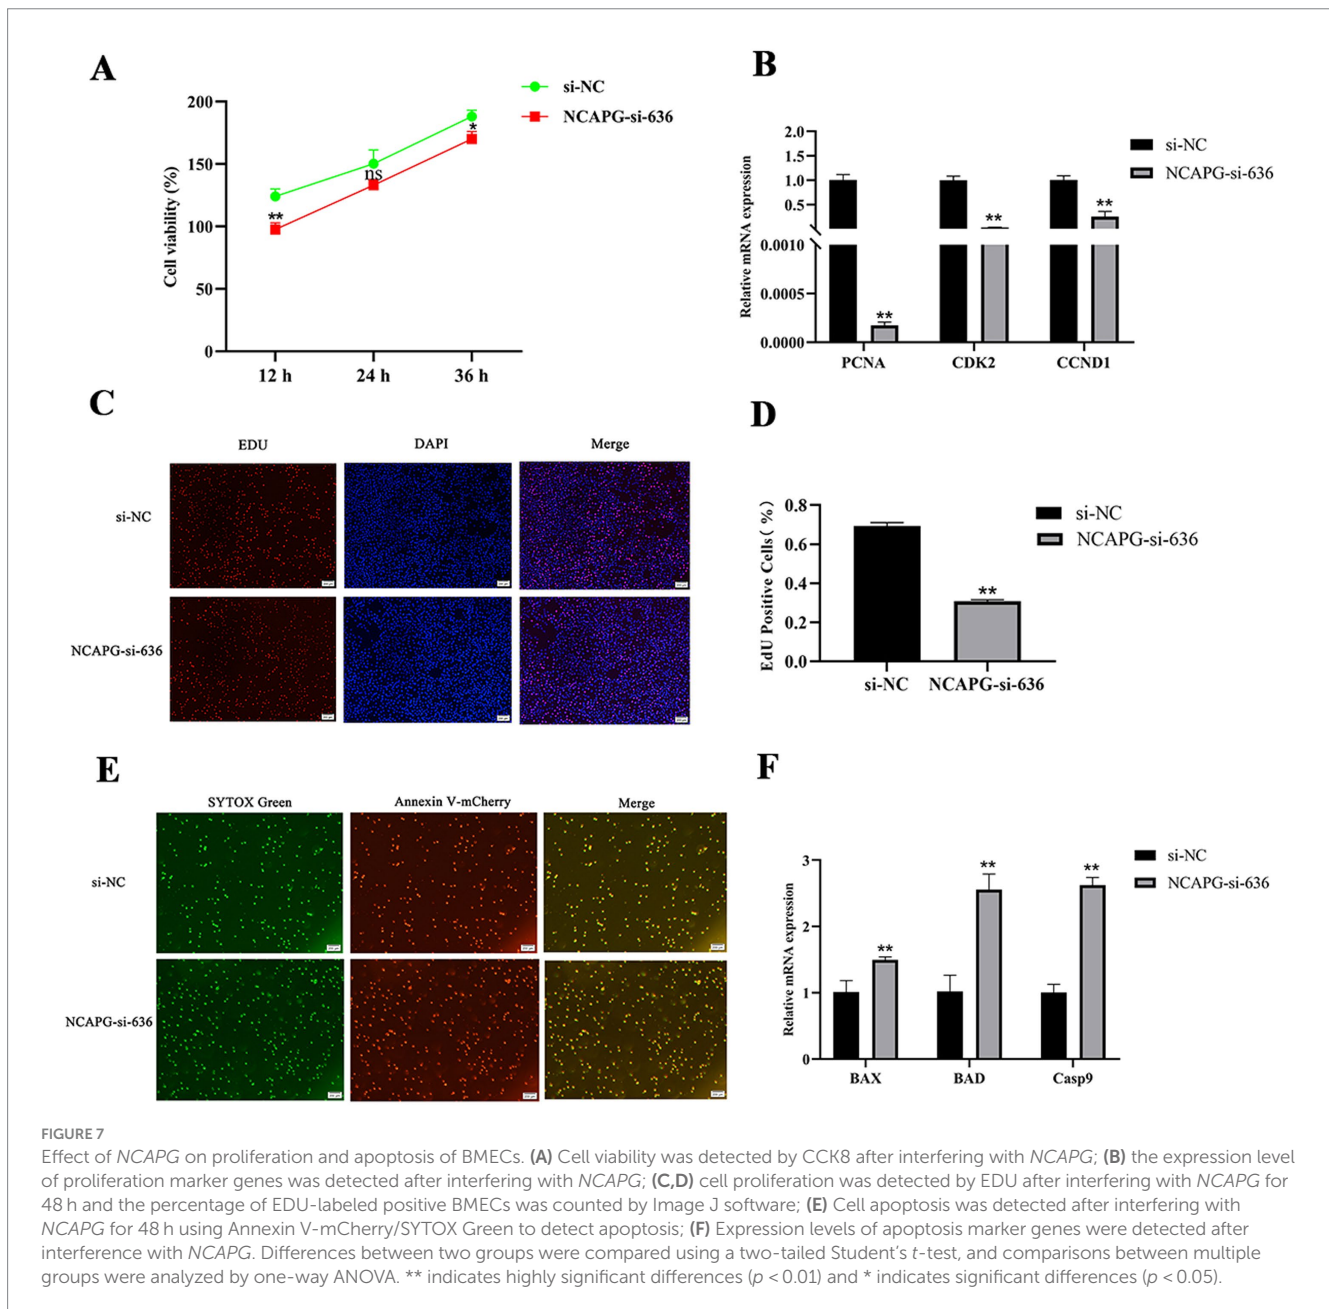 A
si-NC
NCAPG-si-636
200
150
100
50
0
Cell viability (%)
**
ns
*
12 h
24 h
36 h
B
si-NC
NCAPG-si-636
2.0
1.5
1.0
0.5
0.0010
0.0005
0.0000
Relative mRNA expression
**
**
**
PCNA
CDK2
CCND1
C
EDU
DAPI
Merge
si-NC
NCAPG-si-636
D
si-NC
NCAPG-si-636
0.8
0.6
0.4
0.2
0.0
EdU Positive Cells( %)
**
si-NC
NCAPG-si-636
E
SYTOX Green
Annexin V-mCherry
Merge
si-NC
NCAPG-si-636
F
si-NC
NCAPG-si-636
3
2
1
0
Relative mRNA expression
**
**
**
BAX
BAD
Casp9
FIGURE 7
Effect of NCAPG on proliferation and apoptosis of BMECs. (A) Cell viability was detected by CCK8 after interfering with NCAPG; (B) the expression level
of proliferation marker genes was detected after interfering with NCAPG; (C,D) cell proliferation was detected by EDU after interfering with NCAPG for
48 h and the percentage of EDU-labeled positive BMECs was counted by Image J software; (E) Cell apoptosis was detected after interfering with
NCAPG for 48 h using Annexin V-mCherry/SYTOX Green to detect apoptosis; (F) Expression levels of apoptosis marker genes were detected after
interference with NCAPG. Differences between two groups were compared using a two-tailed Student's t-test, and comparisons between multiple
groups were analyzed by one-way ANOVA. ** indicates highly significant differences (p < 0.01) and * indicates significant differences (p < 0.05).